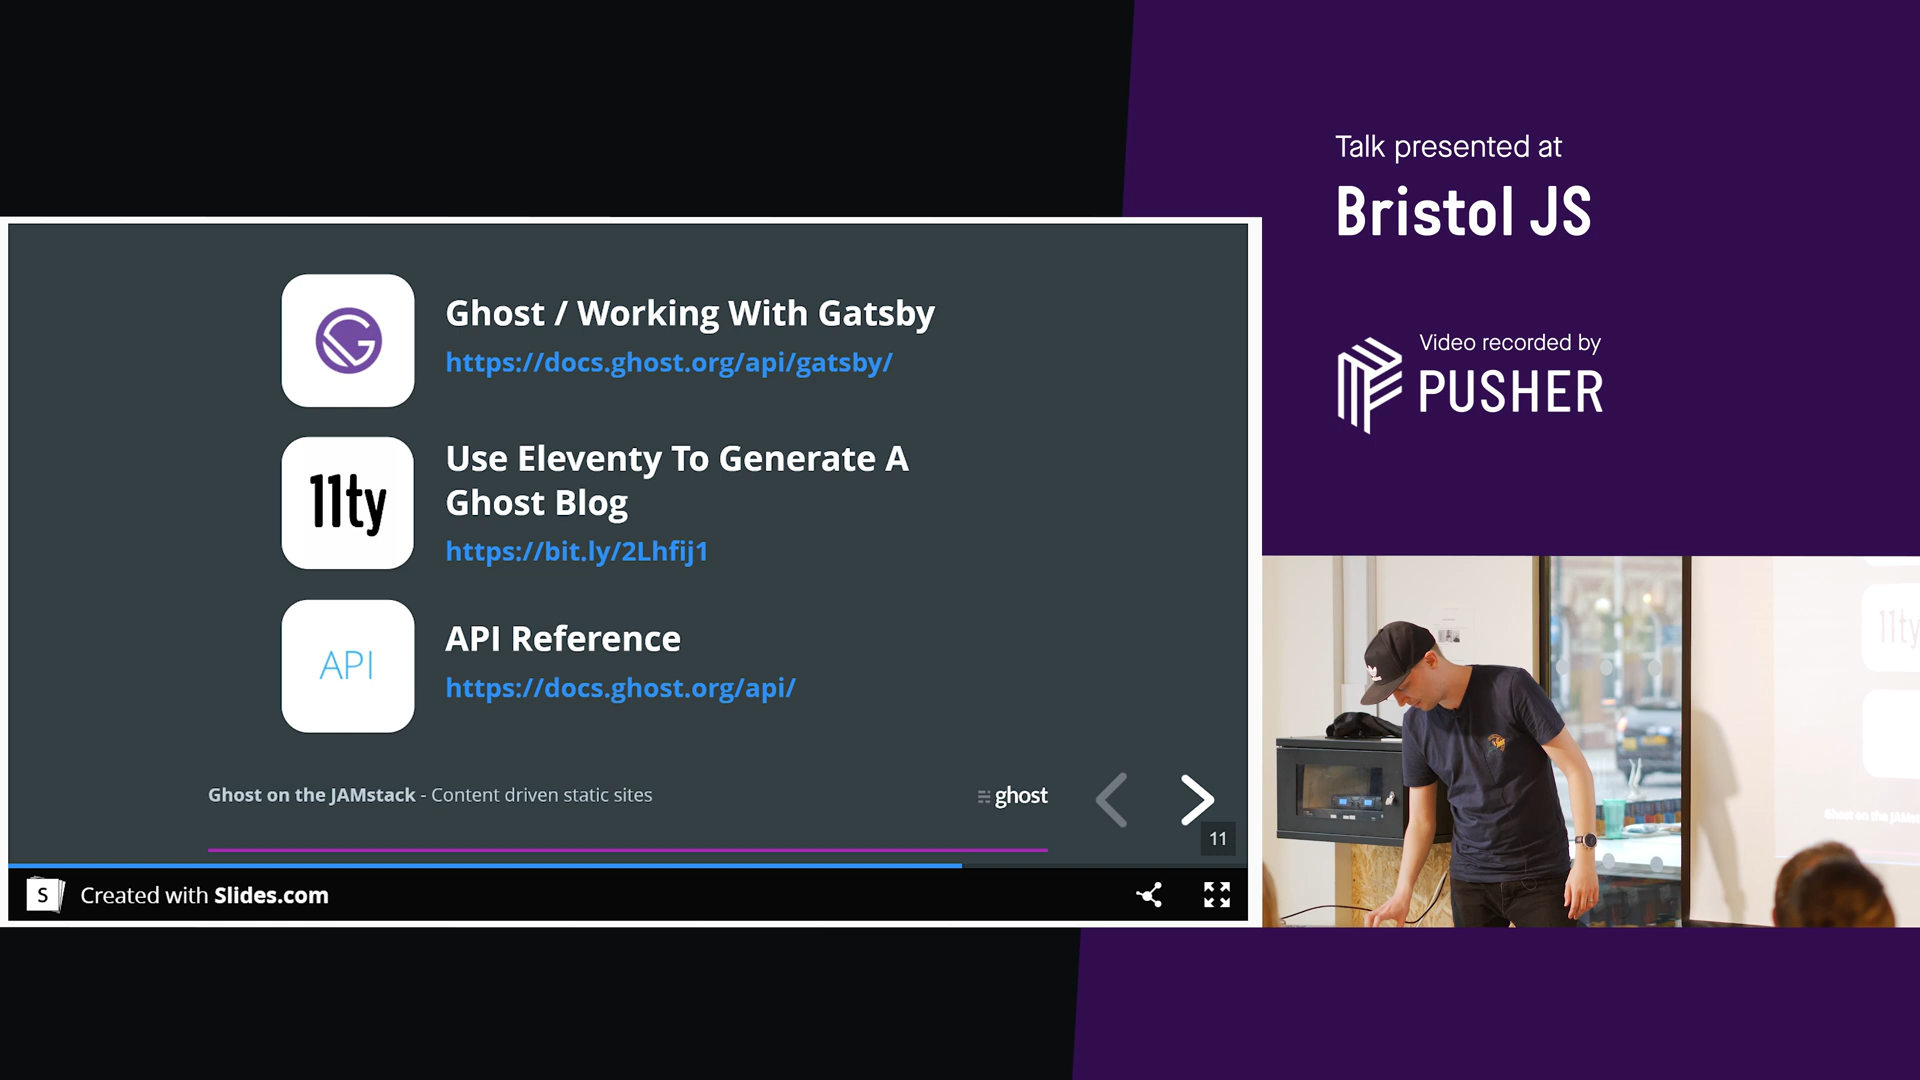 Talk presented at
Bristol JS
Video recorded by
PUSHER
Ghost / Working With Gatsby
https://docs.ghost.org/api/gatsby/
11ty
Use Eleventy To Generate A
Ghost Blog
https://bit.ly/2Lhfij1
API
API Reference
https://docs.ghost.org/api/
Ghost on the JAMstack - Content driven static sites
ghost
11
S
Created with Slides.com
11ty